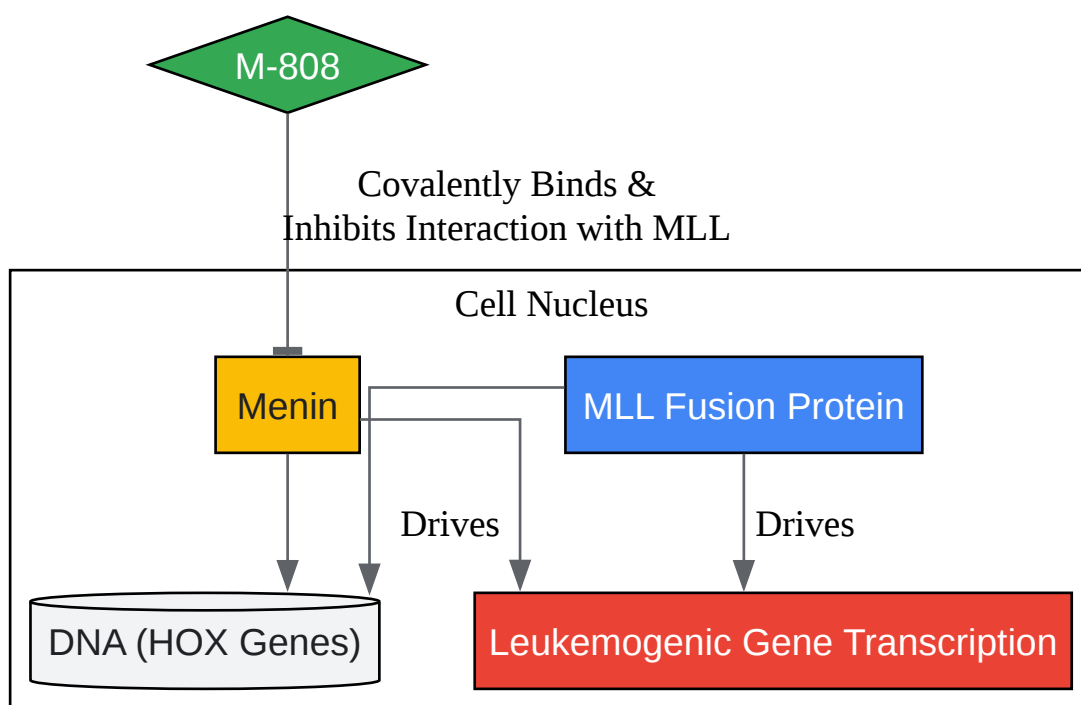 M-808
Covalently Binds &
Inhibits Interaction with MLL
Cell Nucleus
Menin
MLL Fusion Protein
Drives
Drives
DNA (HOX Genes)
Leukemogenic Gene Transcription